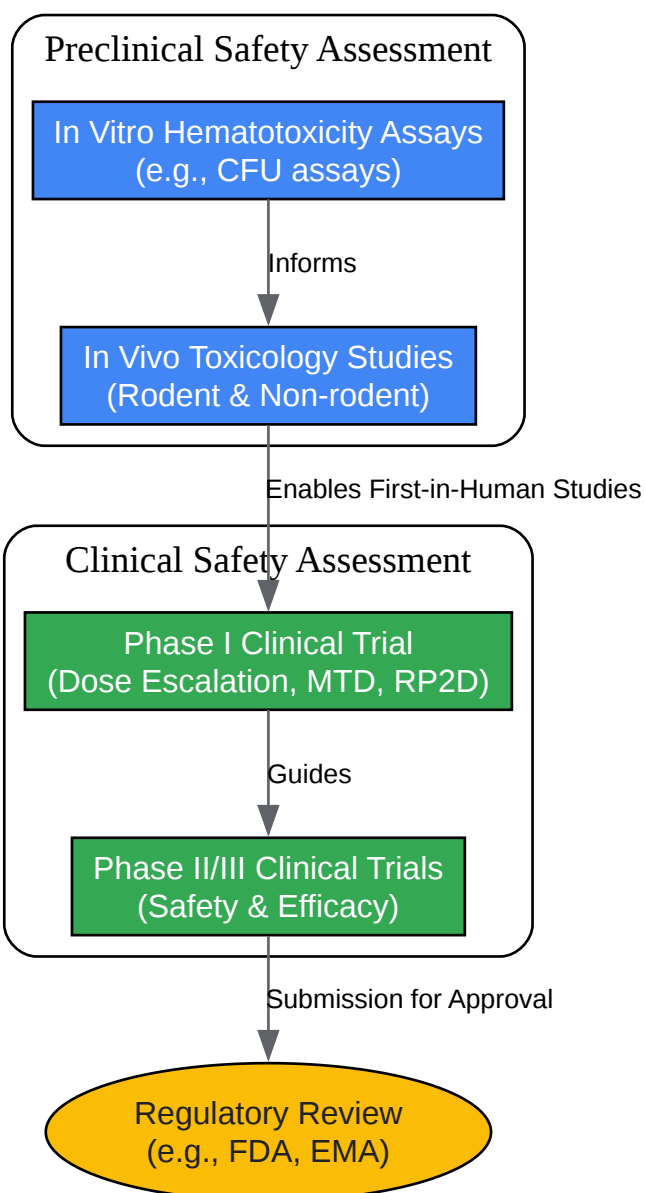 Preclinical Safety Assessment
In Vitro Hematotoxicity Assays
(e.g., CFU assays)
Informs
In Vivo Toxicology Studies
(Rodent & Non-rodent)
Enables First-in-Human Studies
Clinical Safety Assessment
Phase I Clinical Trial
(Dose Escalation, MTD, RP2D)
Guides
Phase II/III Clinical Trials
(Safety & Efficacy)
Submission for Approval
Regulatory Review
(e.g., FDA, EMA)